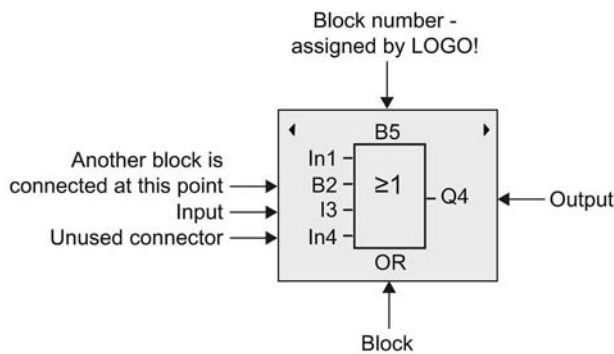 Block number -
assigned by LOGO!
B5
Another block is
connected at this point
Input
Unused connector
In1
B2
I3
In4
≥1
Q4
Output
OR
Block